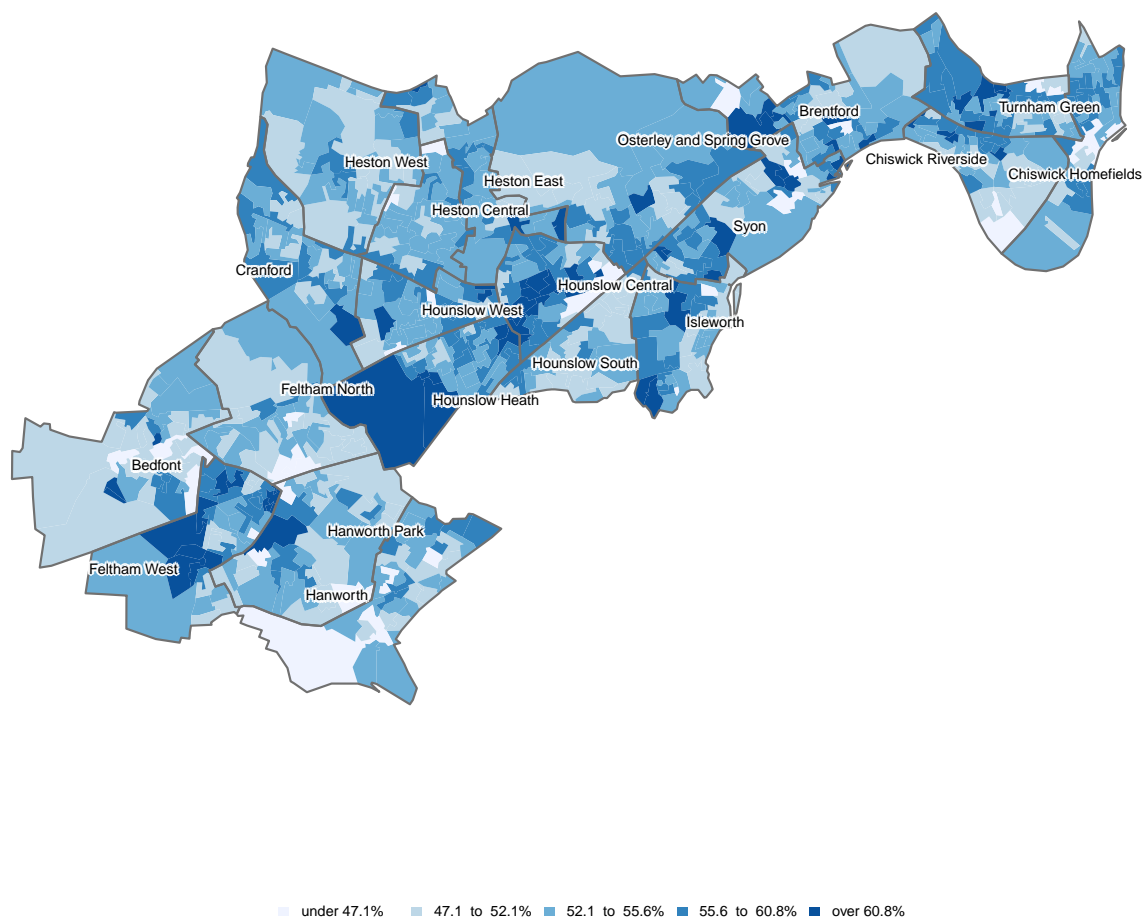 Brentford
Turnham Green
Osterley and Spring Grove
Chiswick Riverside
Heston West
Chiswick Homefields
Heston East
Heston Central
Syon
Cranford
Hounslow Central
Hounslow West
Isleworth
Hounslow South
Feltham North
Hounslow Heath
Bedfont
Hanworth Park
Feltham West
Hanworth
under 47.1% 47.1 to 52.1% 52.1 to 55.6% 55.6 to 60.8% over 60.8%